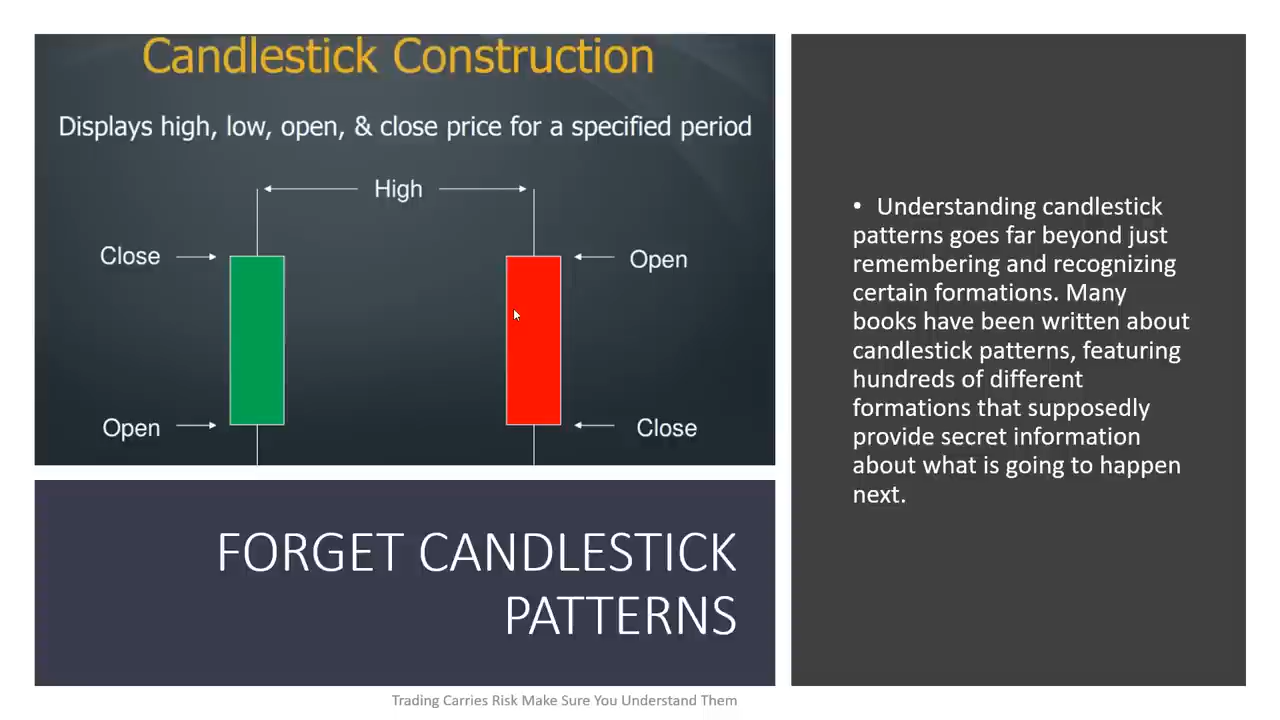 Candlestick Construction
Displays high, low, open, & close price for a specified period
High
Close
Open
Open
Close
FORGET CANDLESTICK
PATTERNS
• Understanding candlestick
patterns goes far beyond just
remembering and recognizing
certain formations. Many
books have been written about
candlestick patterns, featuring
hundreds of different
formations that supposedly
provide secret information
about what is going to happen
next.
Trading Carries Risk Make Sure You Understand Them